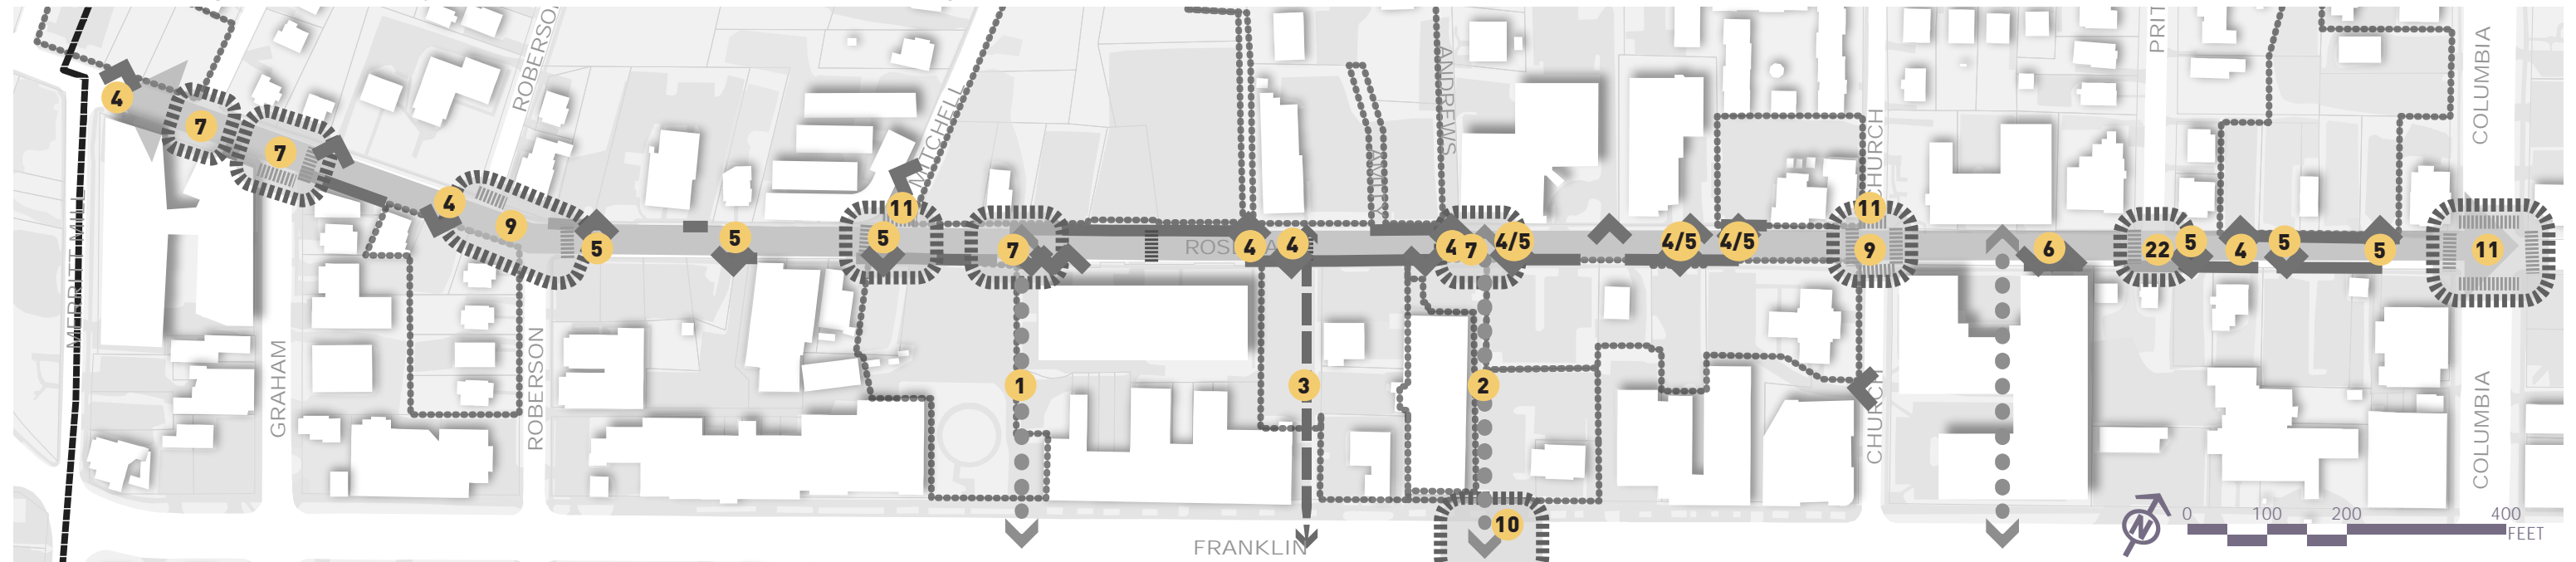 ROBERSON
PRIT
COLUMBIA
ANDREWS
4
7
MITCHELL
CHURCH
7
AMITY
MERRITT MILL
4
11
11
9
5
5
5
7
ROS
A
4
4
4
7
4/5
4/5
4/5
9
6
22
5
4
5
5
11
GRAHAM
ROBERSON
1
3
2
CHURCH
COLUMBIA
10
FRANKLIN
N
0
100
200
400
FEET